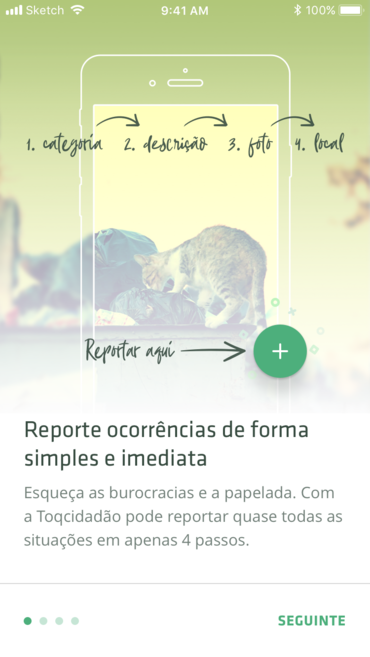 Sketch
9:41 AM
100%
1. categoria 2. descrição 3. foto 4. local
Reportar aqui
Reporte ocorrências de forma
simples e imediata
Esqueça as burocracias e a papelada. Com
a Toqcidadão pode reportar quase todas as
situações em apenas 4 passos.
SEGUINTE